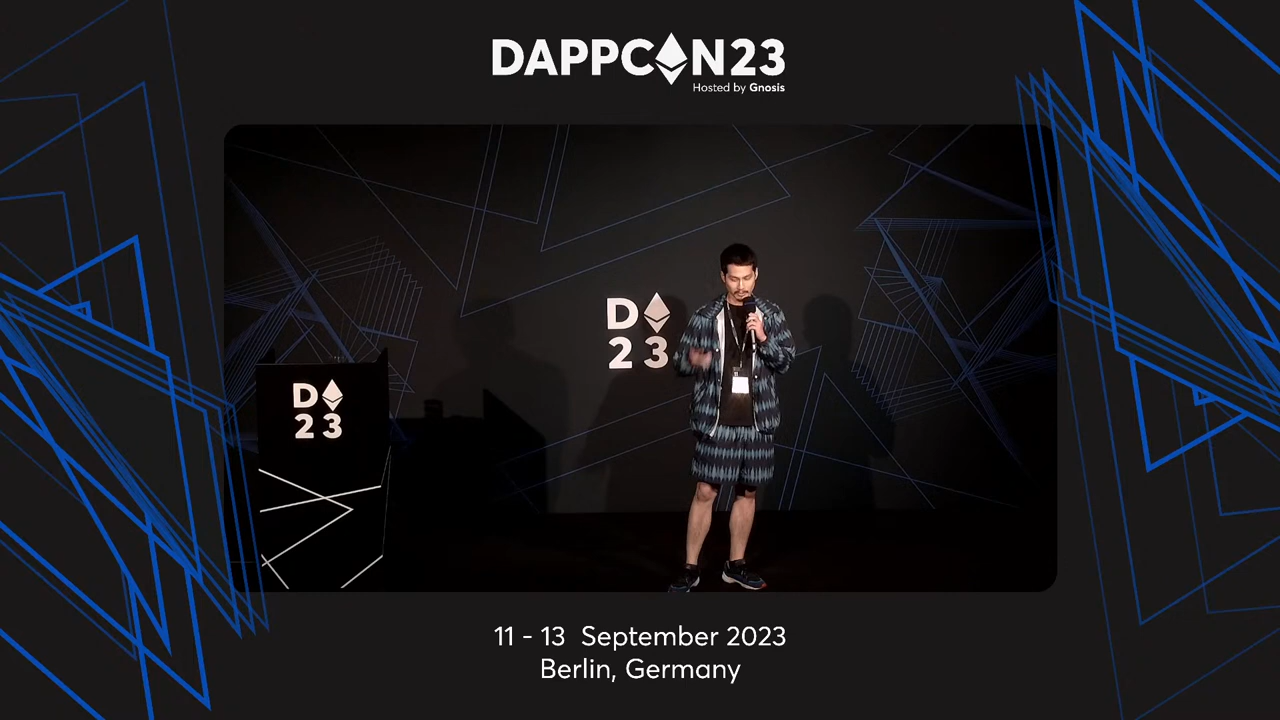 DAPPCON23
Hosted by Gnosis
D
23
D
23
11 - 13 September 2023
Berlin, Germany